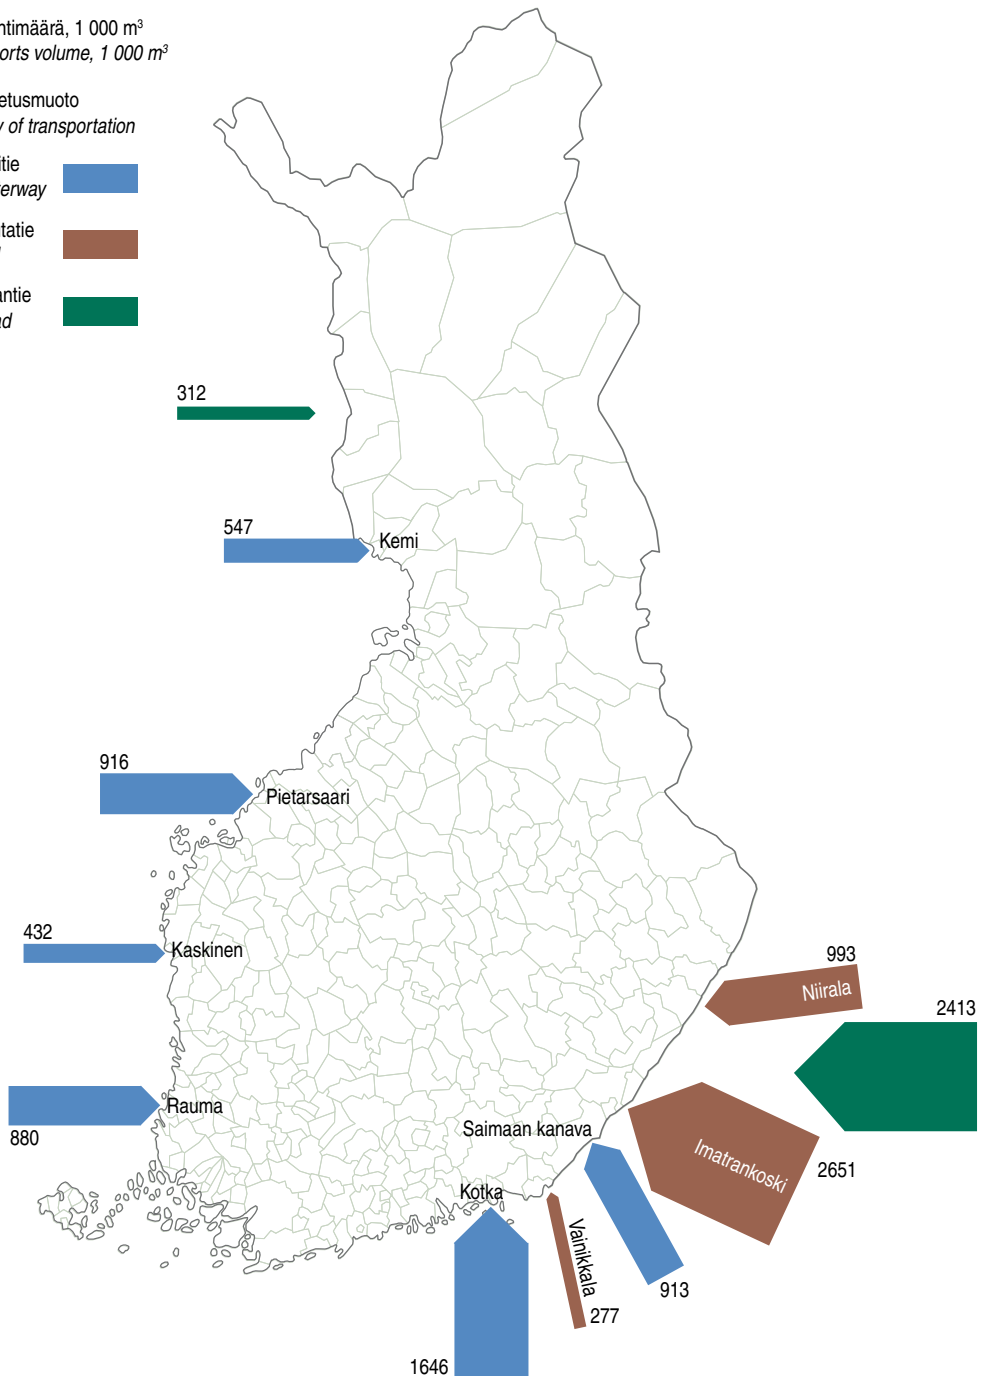 ntimäärä, 1 000 m³
orts volume, 1 000 m³
etusmuoto
y of transportation
itie
erway
tatie
antie
ad
312
547
Kemi
916
Pietarsaari
432
Kaskinen
993
Niirala
2413
Rauma
880
Saimaan kanava
Imatrankoski
2651
Kotka
Vainikkala
913
277
1646